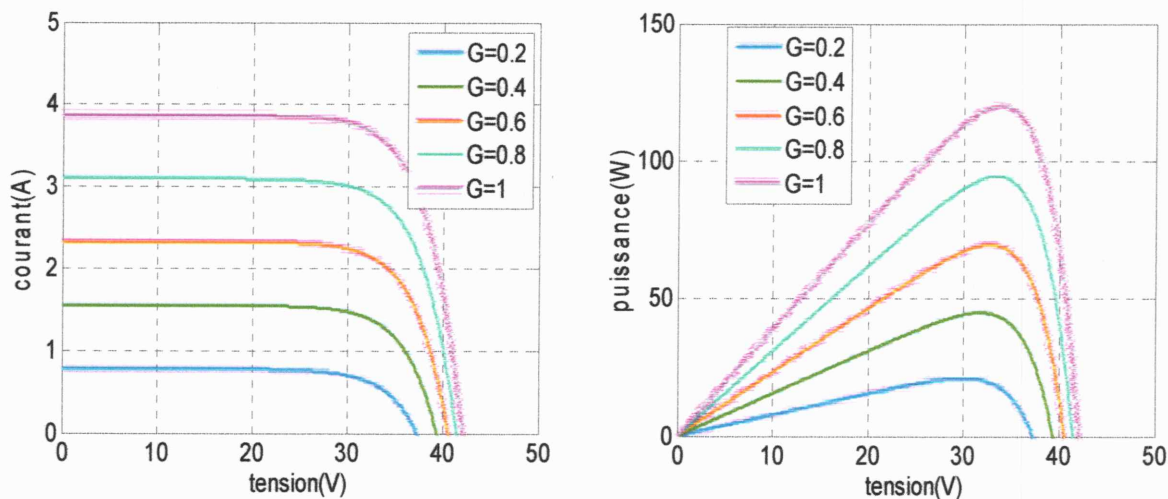 5
4
3
2
1
0
courant(A)
0 10 20 30 40 50
tension(V)
G=0.2
G=0.4
G=0.6
G=0.8
G=1
150
100
50
0
puissance(W)
0 10 20 30 40 50
tension(V)
G=0.2
G=0.4
G=0.6
G=0.8
G=1